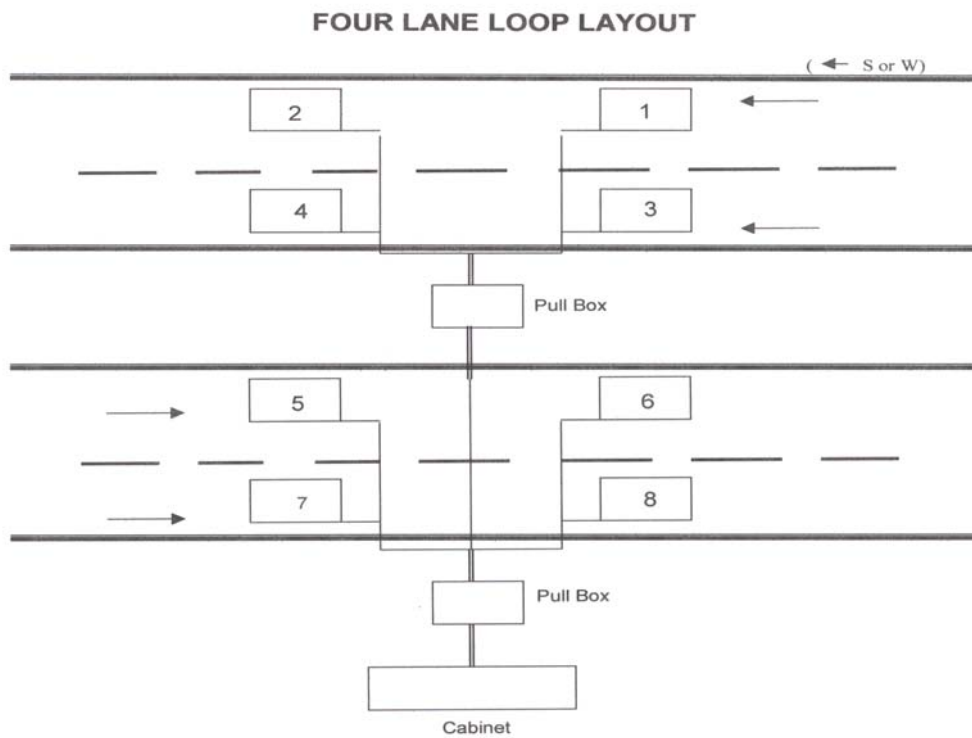 FOUR LANE LOOP LAYOUT
( ← S or W)
2 1
4 3
Pull Box
5 6
7 8
Pull Box
Cabinet